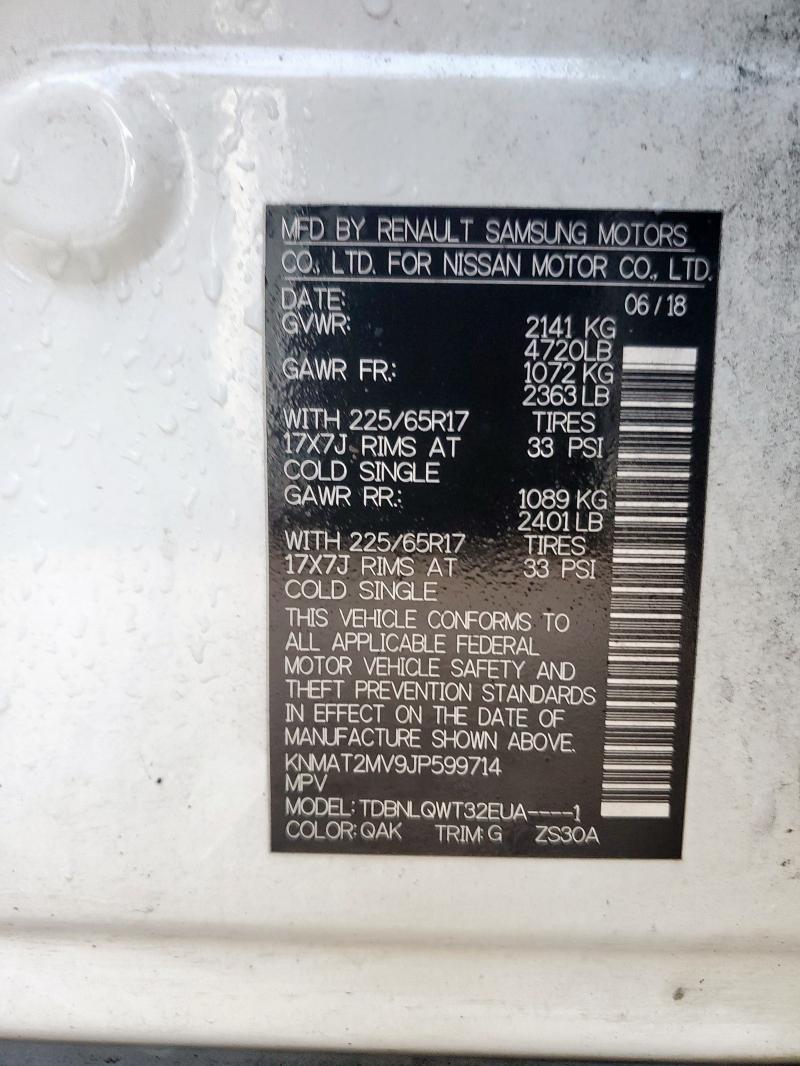 MFD BY RENAULT SAMSUNG MOTORS
CO., LTD. FOR NISSAN MOTOR CO., LTD.
DATE: 06/18
GVWR: 2141 KG
4720LB
GAWR FR.: 1072 KG
2363LB
WITH 225/65R17 TIRES
17X7J RIMS AT 33 PSI
COLD SINGLE
GAWR RR.: 1089 KG
2401LB
WITH 225/65R17 TIRES
17X7J RIMS AT 33 PSI
COLD SINGLE
THIS VEHICLE CONFORMS TO
ALL APPLICABLE FEDERAL
MOTOR VEHICLE SAFETY AND
THEFT PREVENTION STANDARDS
IN EFFECT ON THE DATE OF
MANUFACTURE SHOWN ABOVE.
KNMAT2MV9JP599714
MPV
MODEL: TDBNLQWT32EUA----1
COLOR: QAK TRIM: G ZS30A